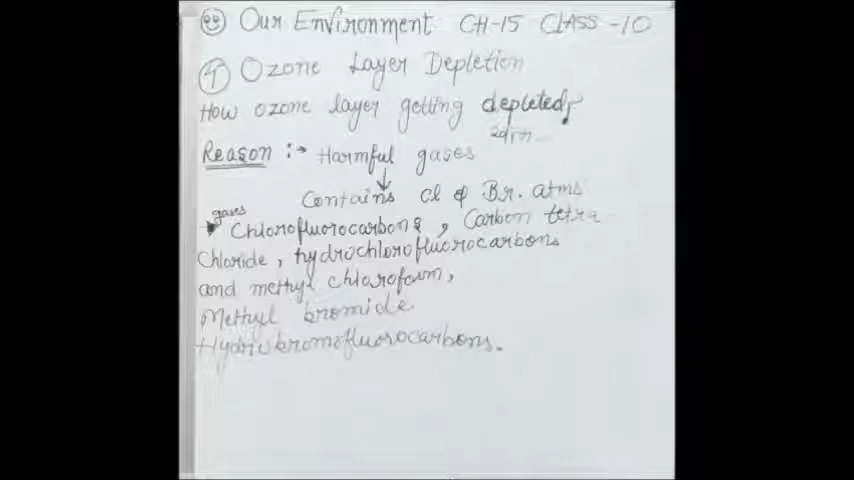 Our Environment CH-15 CLASS-10
4 Ozone Layer Depletion
How ozone layer getting depleted,
Reason :→ Harmful gases
Contains Cl & Br. atms
gases
Chlorofluorocarbons, Carbon tetra
Chloride, hydrochlorofluorocarbons
and methyl chloroform,
Methyl bromide
Hydrobromofluorocarbons.